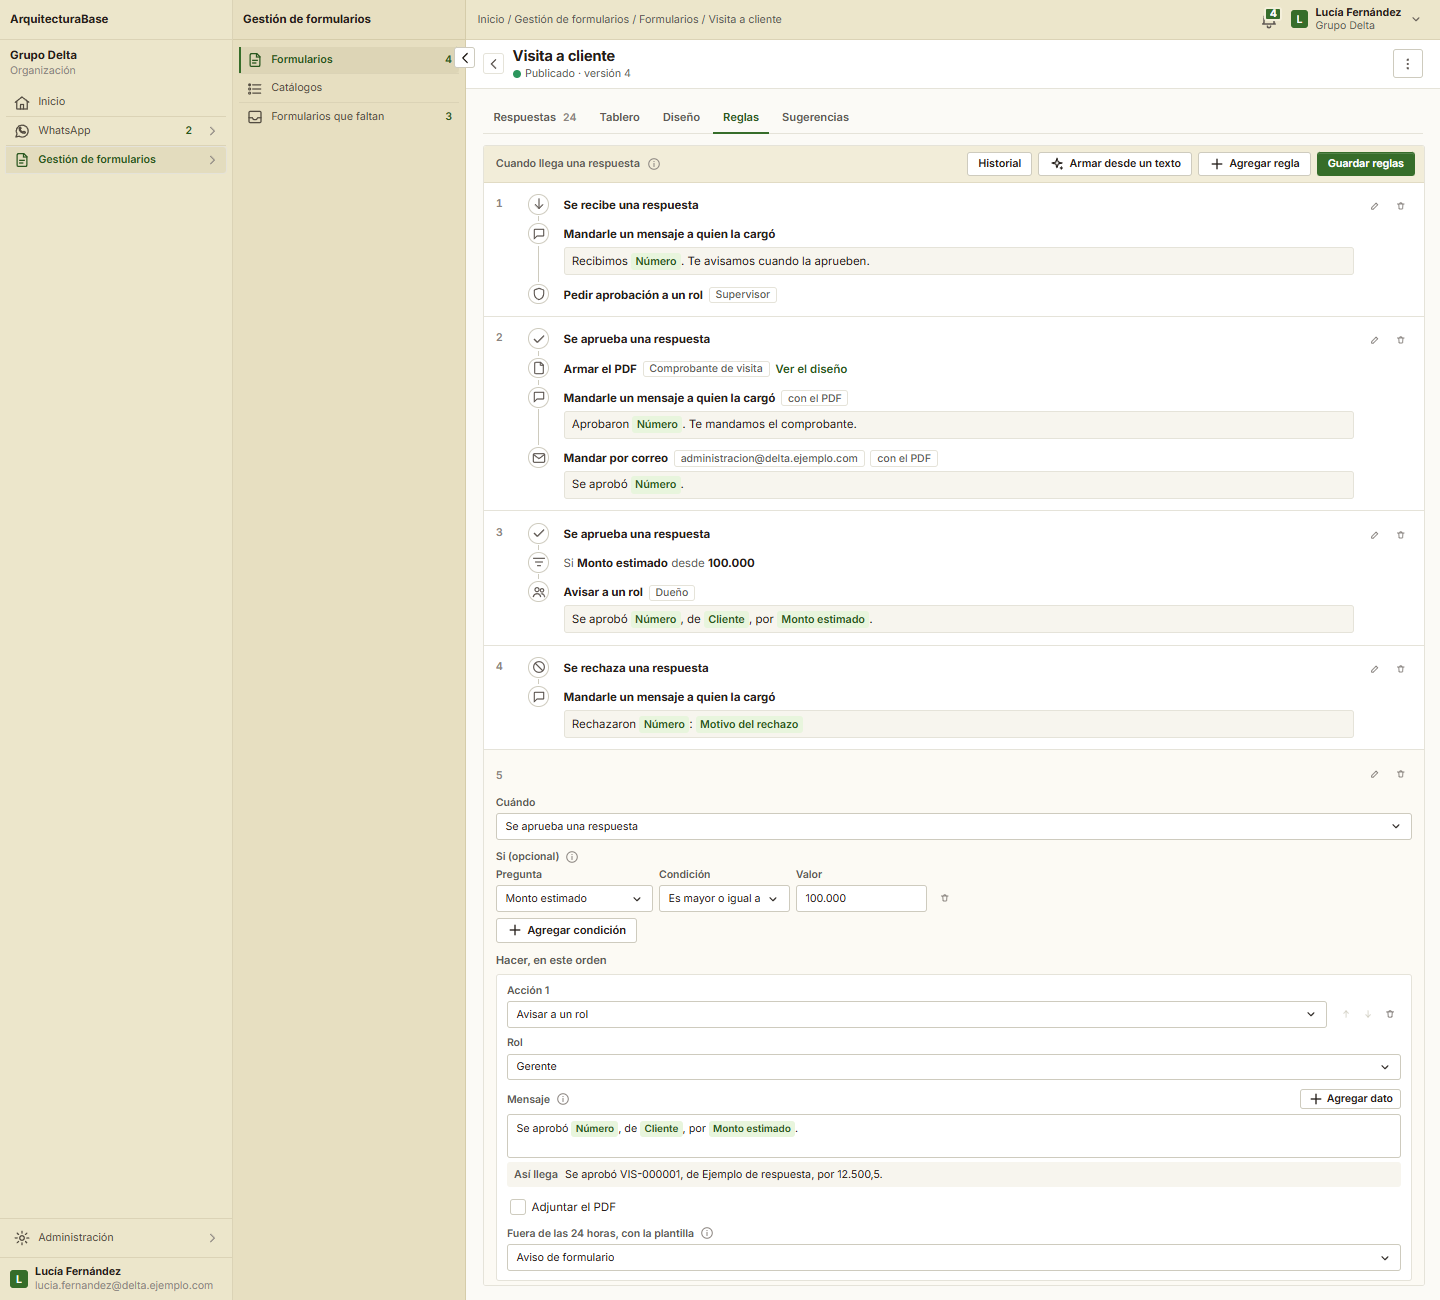 ArquitecturaBase
Grupo Delta
Organización
Inicio
WhatsApp 2
Gestión de formularios
Administración
L Lucía Fernández
lucia.fernandez@delta.ejemplo.com
Gestión de formularios
Formularios 4
Catálogos
Formularios que faltan 3
Inicio / Gestión de formularios / Formularios / Visita a cliente
4
L Lucía Fernández
Grupo Delta
Visita a cliente
Publicado · versión 4
Respuestas 24 Tablero Diseño Reglas Sugerencias
Cuando llega una respuesta Historial Armar desde un texto Agregar regla Guardar reglas
1 Se recibe una respuesta
Mandarle un mensaje a quien la cargó
Recibimos Número . Te avisamos cuando la aprueben.
Pedir aprobación a un rol Supervisor
2 Se aprueba una respuesta
Armar el PDF Comprobante de visita Ver el diseño
Mandarle un mensaje a quien la cargó con el PDF
Aprobaron Número . Te mandamos el comprobante.
Mandar por correo administracion@delta.ejemplo.com con el PDF
Se aprobó Número .
3 Se aprueba una respuesta
Si Monto estimado desde 100.000
Avisar a un rol Dueño
Se aprobó Número , de Cliente , por Monto estimado .
4 Se rechaza una respuesta
Mandarle un mensaje a quien la cargó
Rechazaron Número : Motivo del rechazo
5
Cuándo
Se aprueba una respuesta
Si (opcional)
Pregunta Condición Valor
Monto estimado Es mayor o igual a 100.000
Agregar condición
Hacer, en este orden
Acción 1
Avisar a un rol
Rol
Gerente
Mensaje Agregar dato
Se aprobó Número , de Cliente , por Monto estimado .
Así llega Se aprobó VIS-000001, de Ejemplo de respuesta, por 12.500,5.
Adjuntar el PDF
Fuera de las 24 horas, con la plantilla
Aviso de formulario